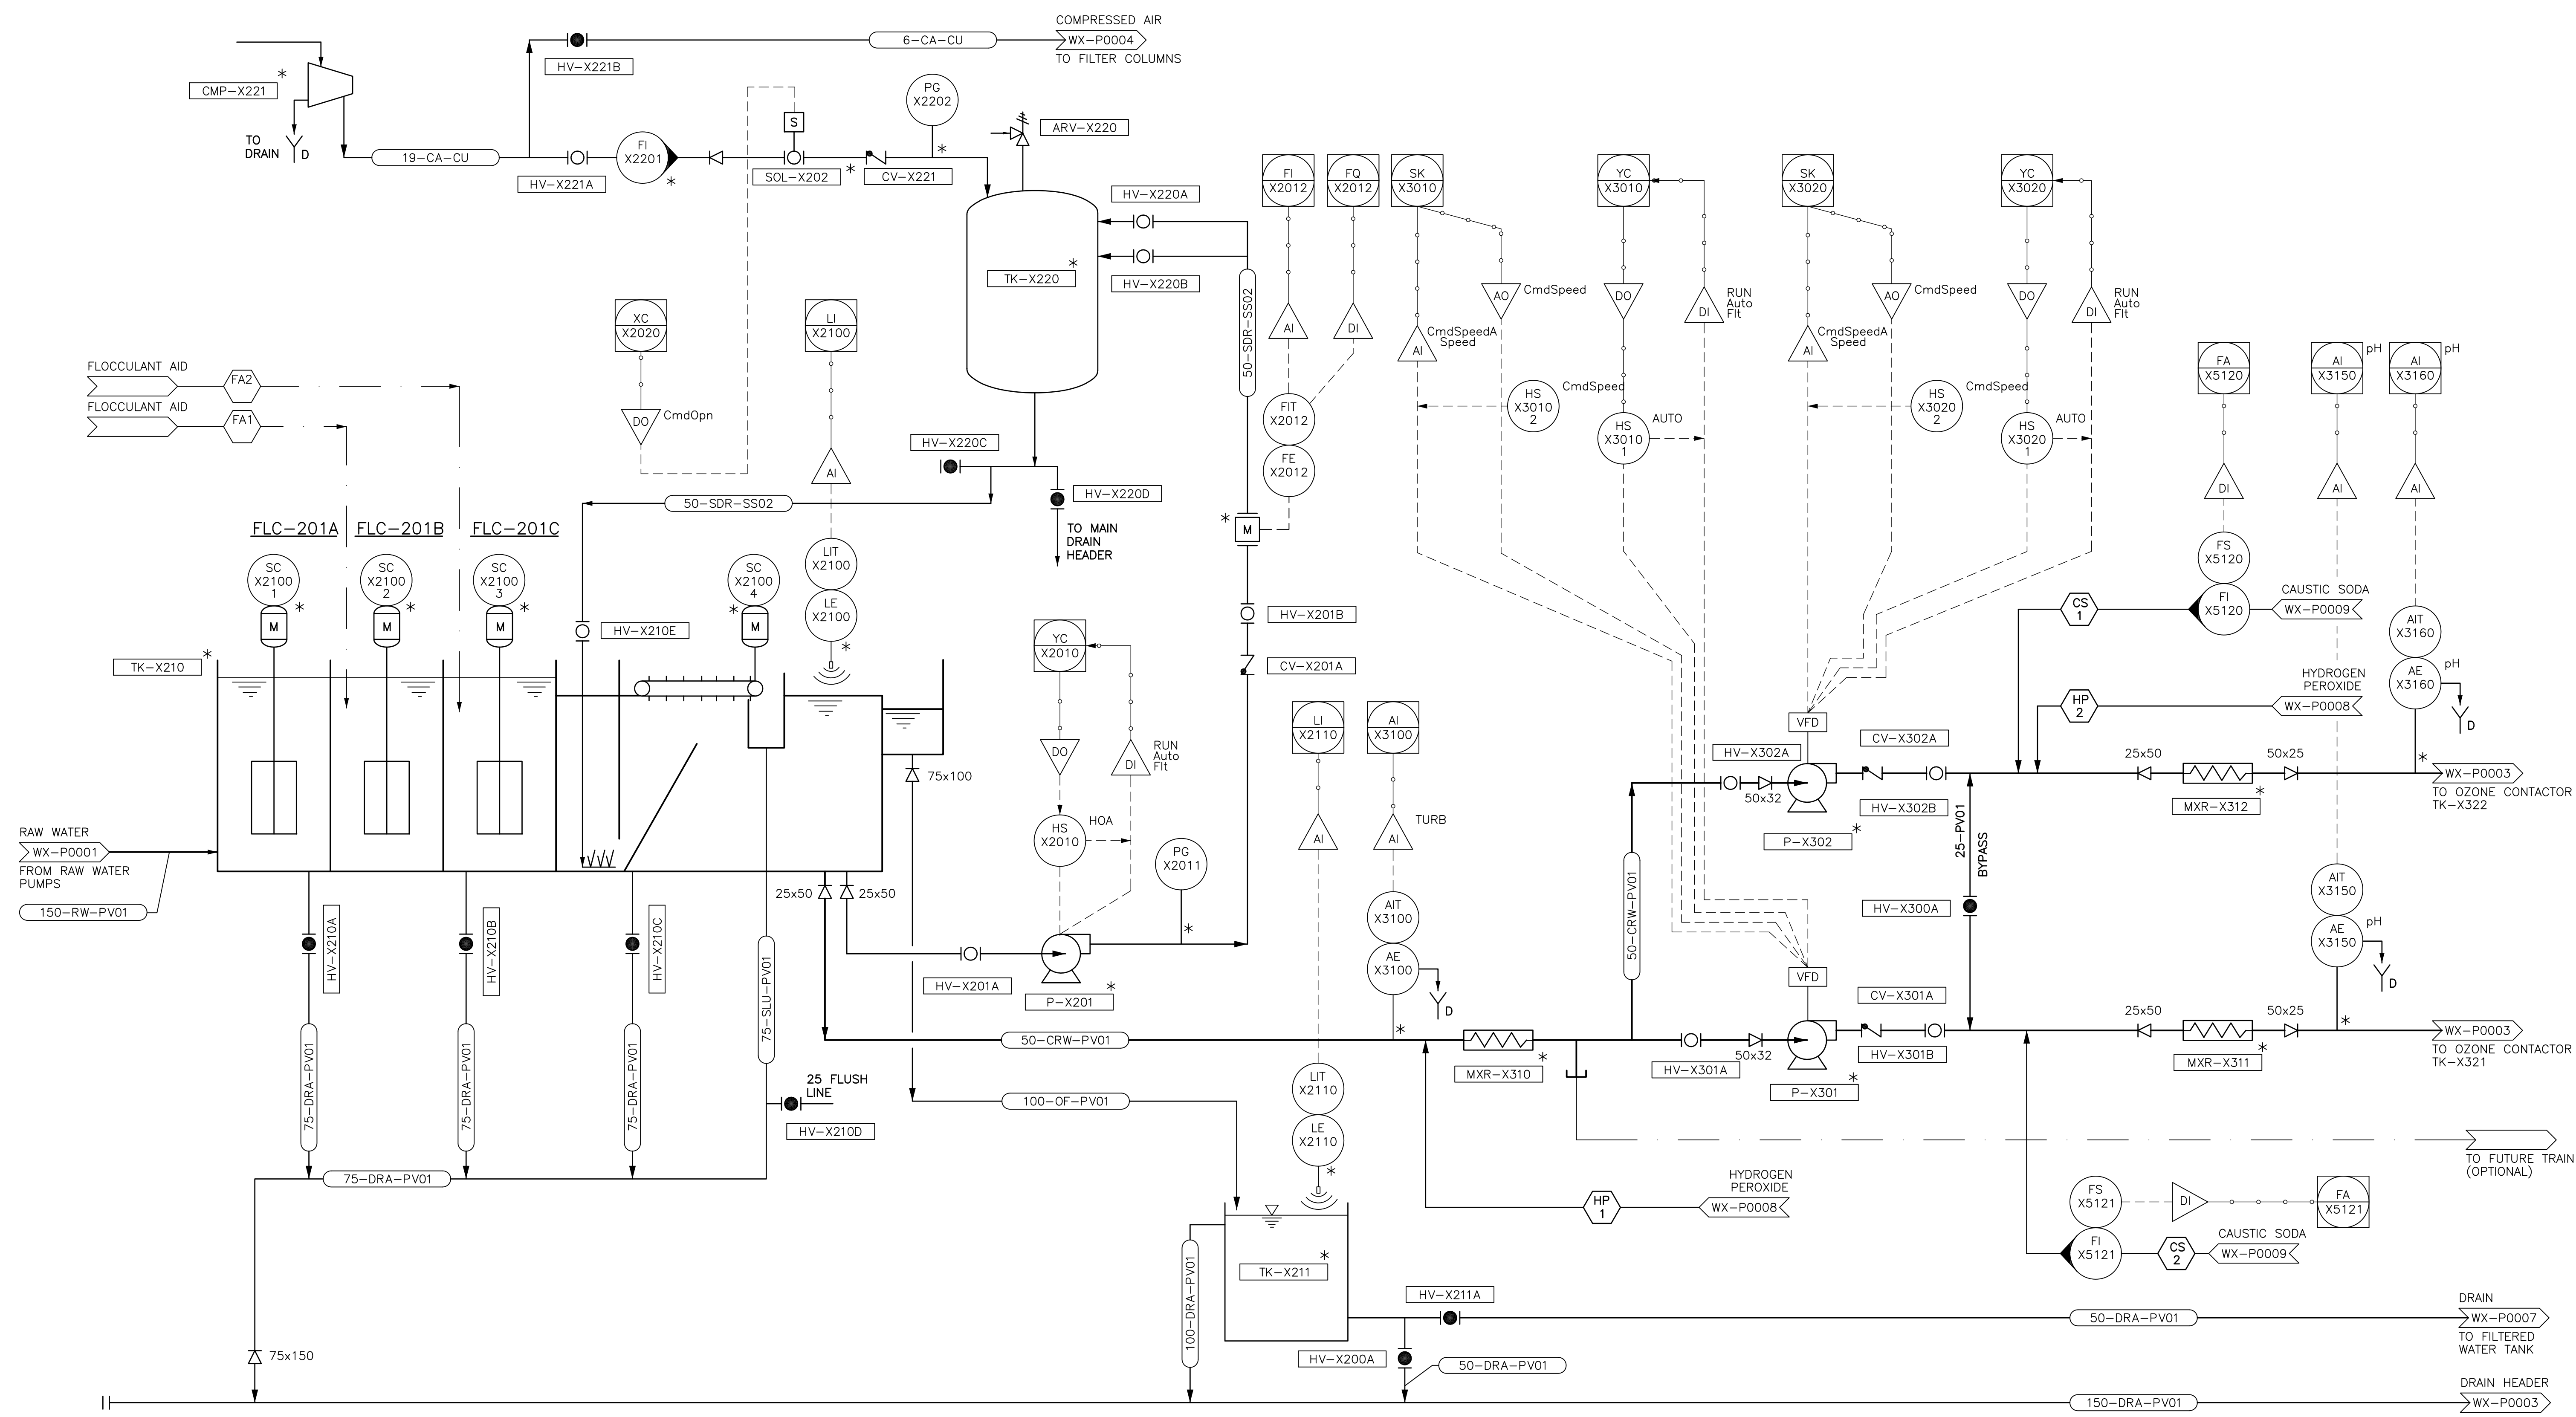 COMPRESSED AIR
6-CA-CU
WX-P0004
TO FILTER COLUMNS
HV-X221B
CMP-X221
*
TO
DRAIN
D
19-CA-CU
HV-X221A
FI
X2201
*
S
SOL-X202
*
CV-X221
PG
X2202
*
ARV-X220
HV-X220A
HV-X220B
TK-X220
*
50-SDR-SS02
FI
X2012
FQ
X2012
SK
X3010
YC
X3010
SK
X3020
YC
X3020
AI
DI
AI
AO
CmdSpeed
CmdSpeedA
Speed
DO
DI
RUN
Auto
Flt
AI
AO
CmdSpeed
CmdSpeedA
Speed
DO
DI
RUN
Auto
Flt
XC
X2020
DO
CmdOpn
LI
X2100
AI
FLOCCULANT AID
FA2
FLOCCULANT AID
FA1
FIT
X2012
FE
X2012
HS
X3010
2
CmdSpeed
HS
X3010
1
AUTO
HS
X3020
2
CmdSpeed
HS
X3020
1
AUTO
FA
X5120
AI
X3150
pH
AI
X3160
pH
DI
AI
AI
HV-X220C
HV-X220D
TO MAIN
DRAIN
HEADER
50-SDR-SS02
M
*
FLC-201A
FLC-201B
FLC-201C
SC
X2100
1
M
*
SC
X2100
2
M
*
SC
X2100
3
M
*
SC
X2100
4
M
*
LIT
X2100
LE
X2100
*
HV-X210E
TK-X210
*
HV-X201B
CV-X201A
FS
X5120
FI
X5120
CAUSTIC SODA
WX-P0009
CS
1
HYDROGEN
PEROXIDE
WX-P0008
HP
2
AIT
X3160
AE
X3160
pH
D
*
YC
X2010
DO
DI
RUN
Auto
Flt
HS
X2010
HOA
LI
X2110
AI
AI
X3100
AI
TURB
VFD
HV-X302A
CV-X302A
50x32
HV-X302B
P-X302
*
25x50
50x25
MXR-X312
*
WX-P0003
TO OZONE CONTACTOR
TK-X322
25-PV01
BYPASS
HV-X300A
RAW WATER
WX-P0001
FROM RAW WATER
PUMPS
150-RW-PV01
75x100
25x50
25x50
HV-X210A
HV-X210B
HV-X210C
75-SLU-PV01
PG
X2011
*
HV-X201A
P-X201
*
AIT
X3100
AE
X3100
D
*
50-CRW-PV01
AIT
X3150
AE
X3150
pH
D
*
VFD
CV-X301A
50-CRW-PV01
MXR-X310
*
HV-X301A
50x32
HV-X301B
P-X301
*
25x50
50x25
MXR-X311
*
WX-P0003
TO OZONE CONTACTOR
TK-X321
75-DRA-PV01
75-DRA-PV01
75-DRA-PV01
25 FLUSH
LINE
HV-X210D
100-OF-PV01
LIT
X2110
LE
X2110
*
TO FUTURE TRAIN
(OPTIONAL)
75-DRA-PV01
HYDROGEN
PEROXIDE
WX-P0008
HP
1
FS
X5121
DI
FA
X5121
FI
X5121
CS
2
CAUSTIC SODA
WX-P0009
TK-X211
*
100-DRA-PV01
HV-X211A
50-DRA-PV01
DRAIN
WX-P0007
TO FILTERED
WATER TANK
75x150
HV-X200A
50-DRA-PV01
150-DRA-PV01
DRAIN HEADER
WX-P0003